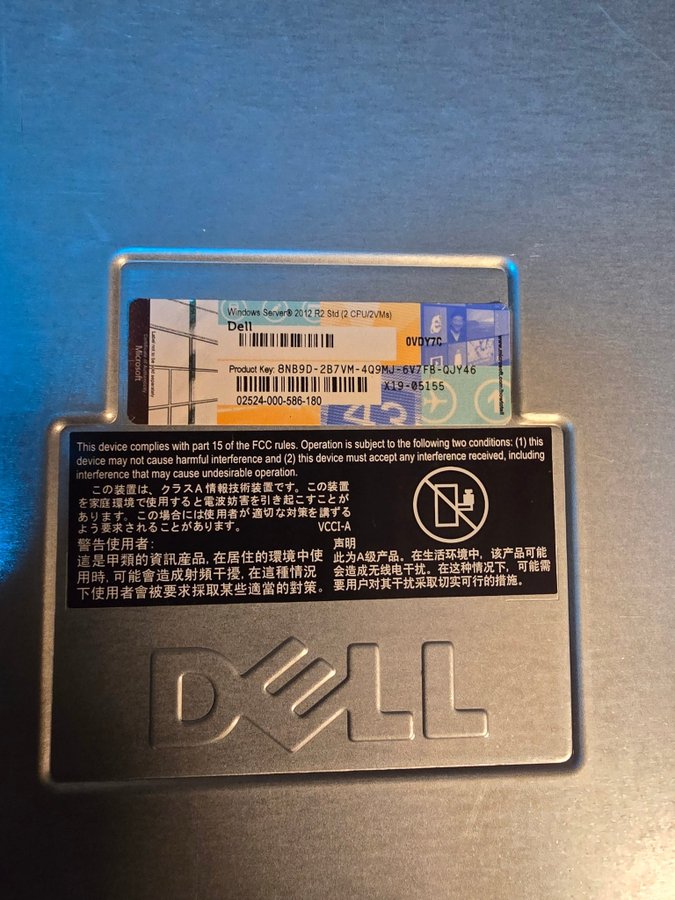 Windows Server® 2012 R2 Std (2 CPU/2VMs)
Dell
0VDY7C
Product Key: 8NB9D-2B7VM-4Q9MJ-6V7FB-QJY46
X19-05155
02524-000-586-180
Certificate of Authenticity
Microsoft
This device complies with part 15 of the FCC rules. Operation is subject to the following two conditions: (1) this
device may not cause harmful interference and (2) this device must accept any interference received, including
interference that may cause undesirable operation.
この装置は、クラスA 情報技術装置です。この装置
を家庭環境で使用すると電波妨害を引き起こすことが
あります。この場合には使用者が適切な対策を講ずる
よう要求されることがあります。 VCCI-A
警告使用者:
這是甲類的資訊産品,在居住的環境中使
用時,可能會造成射頻干擾,在這種情況
下使用者會被要求採取某些適當的對策。
声明
此为A级产品。在生活环境中，该产品可能
会造成无线电干扰。在这种情况下，可能需
要用户对其干扰采取切实可行的措施。
DELL